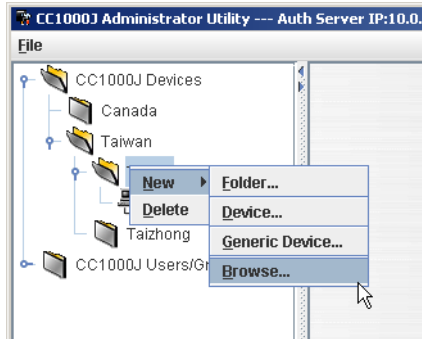 CC1000J Administrator Utility --- Auth Server IP:10.0.
File
CC1000J Devices
Canada
Taiwan
New
Folder...
Delete
Device...
Taizhong
Generic Device...
CC1000J Users/Gr
Browse...